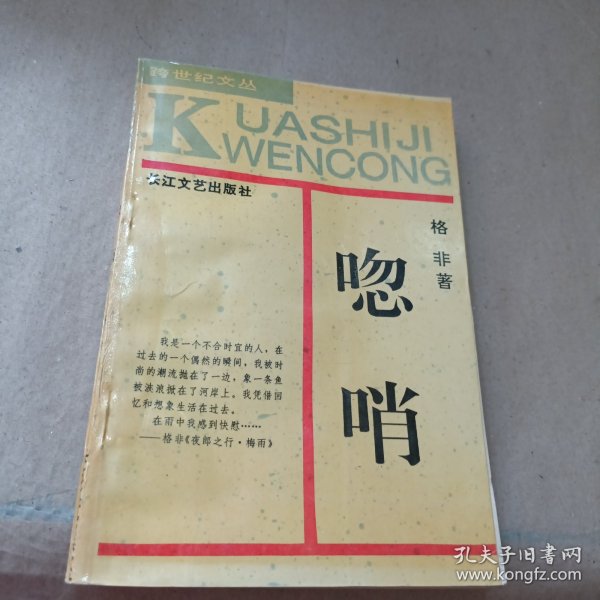 跨世纪文丛
KUASHIJI
WENCONG
长江文艺出版社
格非著
唿哨
我是一个不合时宜的人，在
过去的一个偶然的瞬间，我被时
尚的潮流抛在了一边，象一条鱼
被浪掀在了河岸上。我凭借回
忆和想象生活在过去。
在雨中我感到快慰……
——格非《夜郎之行·梅雨》
孔夫子旧书网
www.kongfz.com